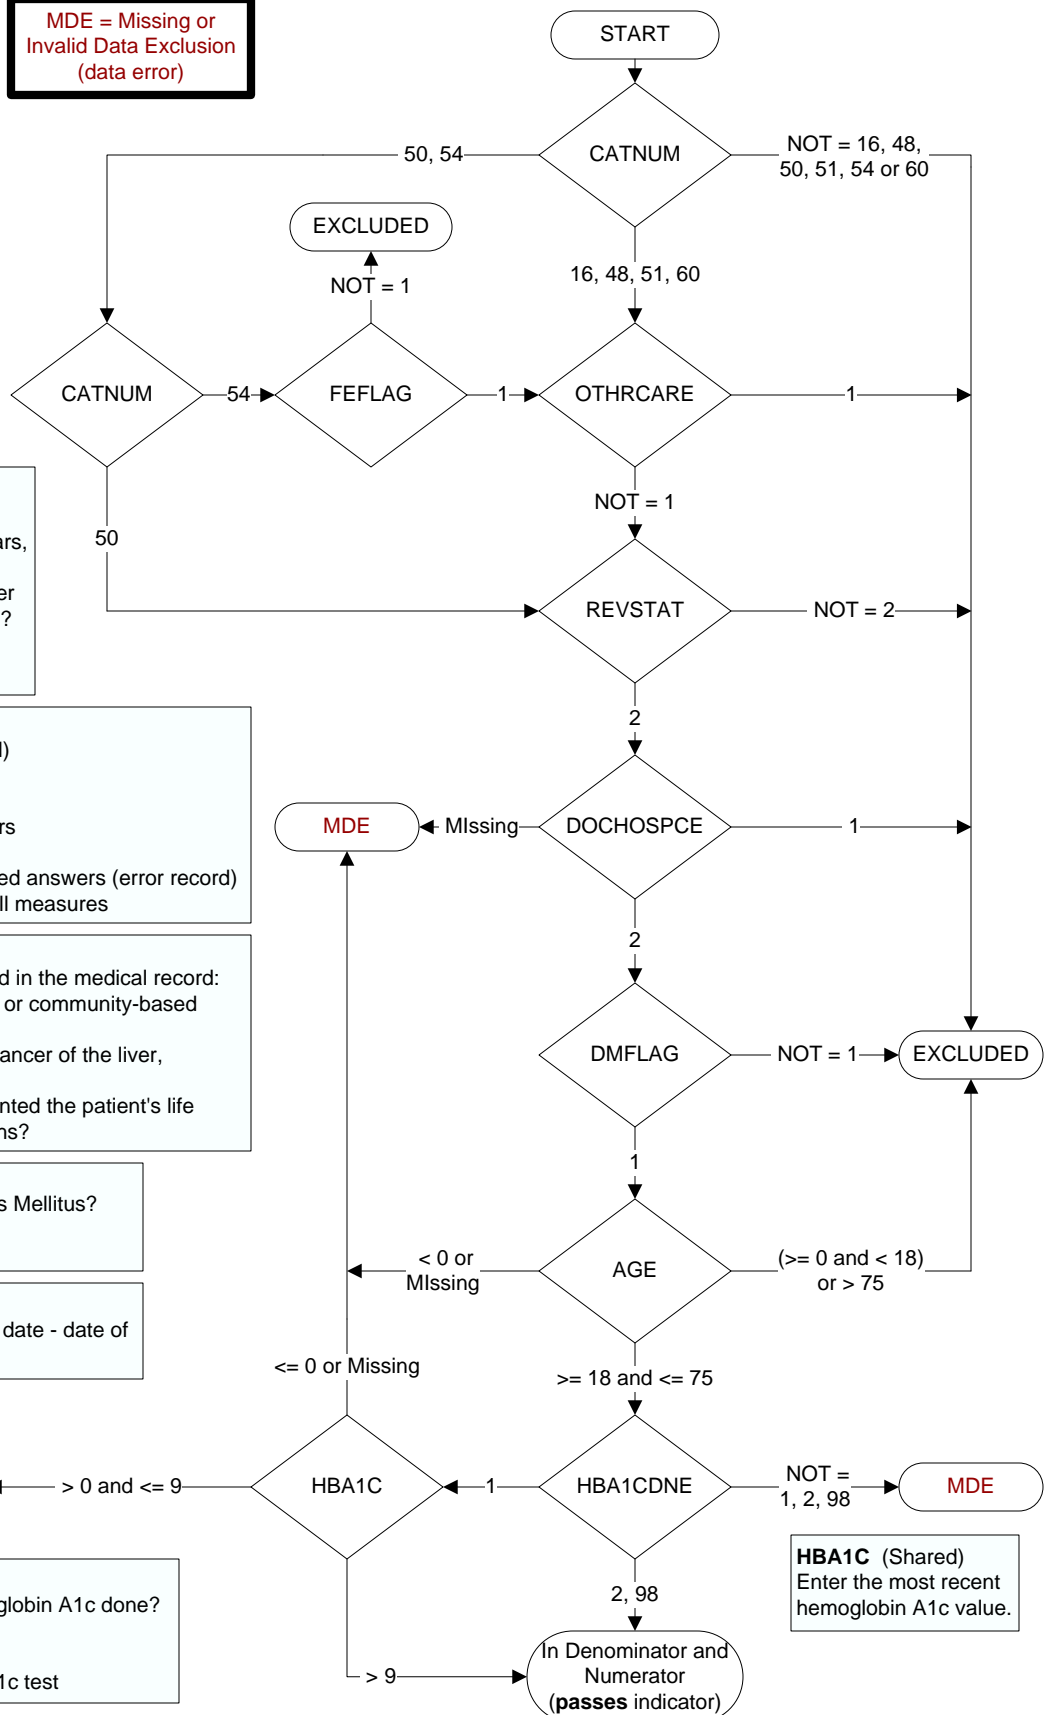 MDE = Missing or
Invalid Data Exclusion
(data error)
START
CATNUM
50, 54
NOT = 16, 48,
50, 51, 54 or 60
EXCLUDED
NOT = 1
16, 48, 51, 60
CATNUM
54
FEFLAG
1
OTHRCARE
1
NOT = 1
50
ars,
er
?
REVSTAT
NOT = 2
2
l)
rs
ed answers (error record)
ll measures
MDE
MIssing
DOCHOSPCE
1
2
d in the medical record:
or community-based
ancer of the liver,
nted the patient's life
ns?
DMFLAG
NOT = 1
EXCLUDED
1
s Mellitus?
< 0 or
MIssing
AGE
(>= 0 and < 18)
or > 75
date - date of
<= 0 or Missing
>= 18 and <= 75
> 0 and <= 9
HBA1C
1
HBA1CDNE
NOT =
1, 2, 98
MDE
HBA1C (Shared)
Enter the most recent
hemoglobin A1c value.
globin A1c done?
1c test
2, 98
> 9
In Denominator and
Numerator
(passes indicator)